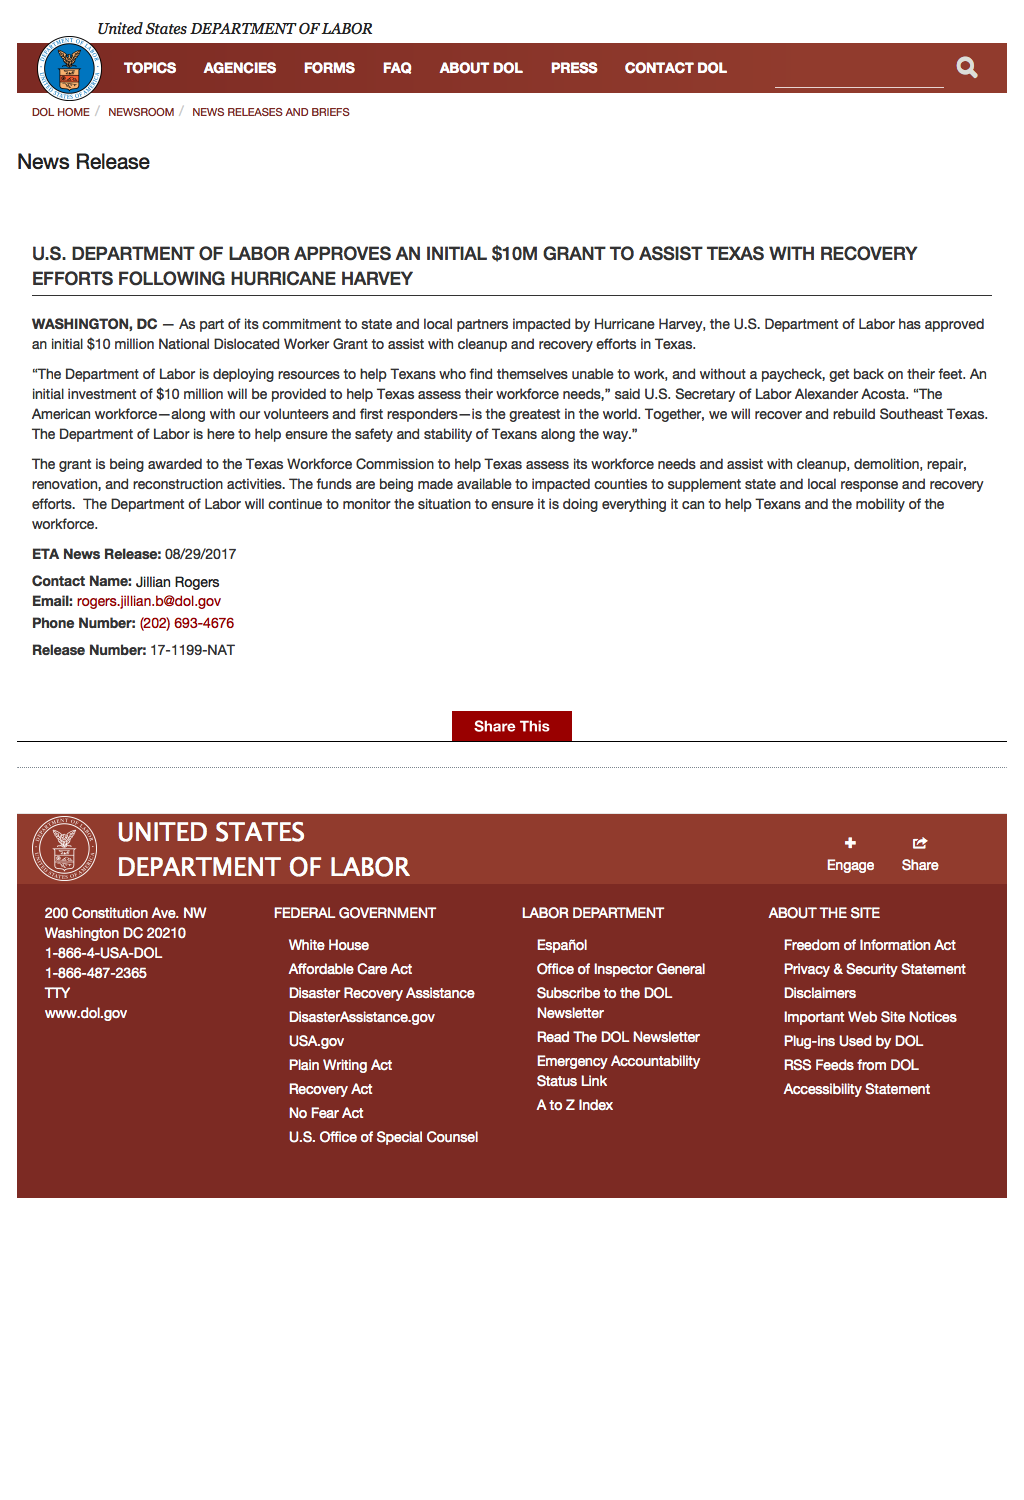 United States DEPARTMENT OF LABOR
TOPICS AGENCIES FORMS FAQ ABOUT DOL PRESS CONTACT DOL
DOL HOME / NEWSROOM / NEWS RELEASES AND BRIEFS
News Release
U.S. DEPARTMENT OF LABOR APPROVES AN INITIAL $10M GRANT TO ASSIST TEXAS WITH RECOVERY
EFFORTS FOLLOWING HURRICANE HARVEY
WASHINGTON, DC — As part of its commitment to state and local partners impacted by Hurricane Harvey, the U.S. Department of Labor has approved
an initial $10 million National Dislocated Worker Grant to assist with cleanup and recovery efforts in Texas.
“The Department of Labor is deploying resources to help Texans who find themselves unable to work, and without a paycheck, get back on their feet. An
initial investment of $10 million will be provided to help Texas assess their workforce needs,” said U.S. Secretary of Labor Alexander Acosta. “The
American workforce—along with our volunteers and first responders—is the greatest in the world. Together, we will recover and rebuild Southeast Texas.
The Department of Labor is here to help ensure the safety and stability of Texans along the way.”
The grant is being awarded to the Texas Workforce Commission to help Texas assess its workforce needs and assist with cleanup, demolition, repair,
renovation, and reconstruction activities. The funds are being made available to impacted counties to supplement state and local response and recovery
efforts.  The Department of Labor will continue to monitor the situation to ensure it is doing everything it can to help Texans and the mobility of the
workforce.
ETA News Release: 08/29/2017
Contact Name: Jillian Rogers
Email: rogers.jillian.b@dol.gov
Phone Number: (202) 693-4676
Release Number: 17-1199-NAT
Share This
UNITED STATES
DEPARTMENT OF LABOR
Engage Share
200 Constitution Ave. NW
Washington DC 20210
1-866-4-USA-DOL
1-866-487-2365
TTY
www.dol.gov
FEDERAL GOVERNMENT
White House
Affordable Care Act
Disaster Recovery Assistance
DisasterAssistance.gov
USA.gov
Plain Writing Act
Recovery Act
No Fear Act
U.S. Office of Special Counsel
LABOR DEPARTMENT
Español
Office of Inspector General
Subscribe to the DOL
Newsletter
Read The DOL Newsletter
Emergency Accountability
Status Link
A to Z Index
ABOUT THE SITE
Freedom of Information Act
Privacy & Security Statement
Disclaimers
Important Web Site Notices
Plug-ins Used by DOL
RSS Feeds from DOL
Accessibility Statement